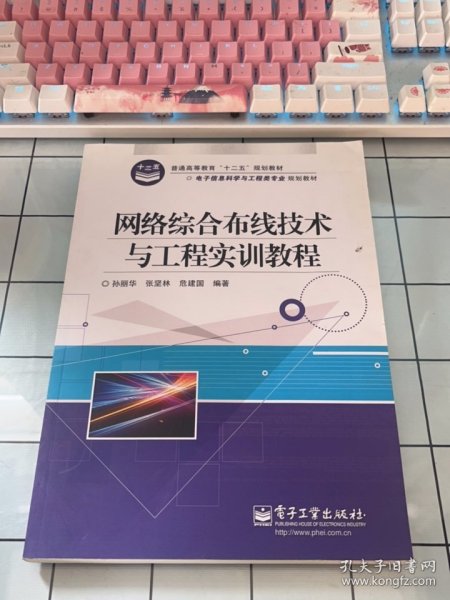 十二五
普通高等教育“十二五”规划教材
电子信息科学与工程类专业 规划教材
网络综合布线技术
与工程实训教程
孙丽华 张坚林 危建国 编著
电子工业出版社
PUBLISHING HOUSE OF ELECTRONICS INDUSTRY
http://www.phei.com.cn
PHEI
孔夫子旧书网
www.kongfz.com